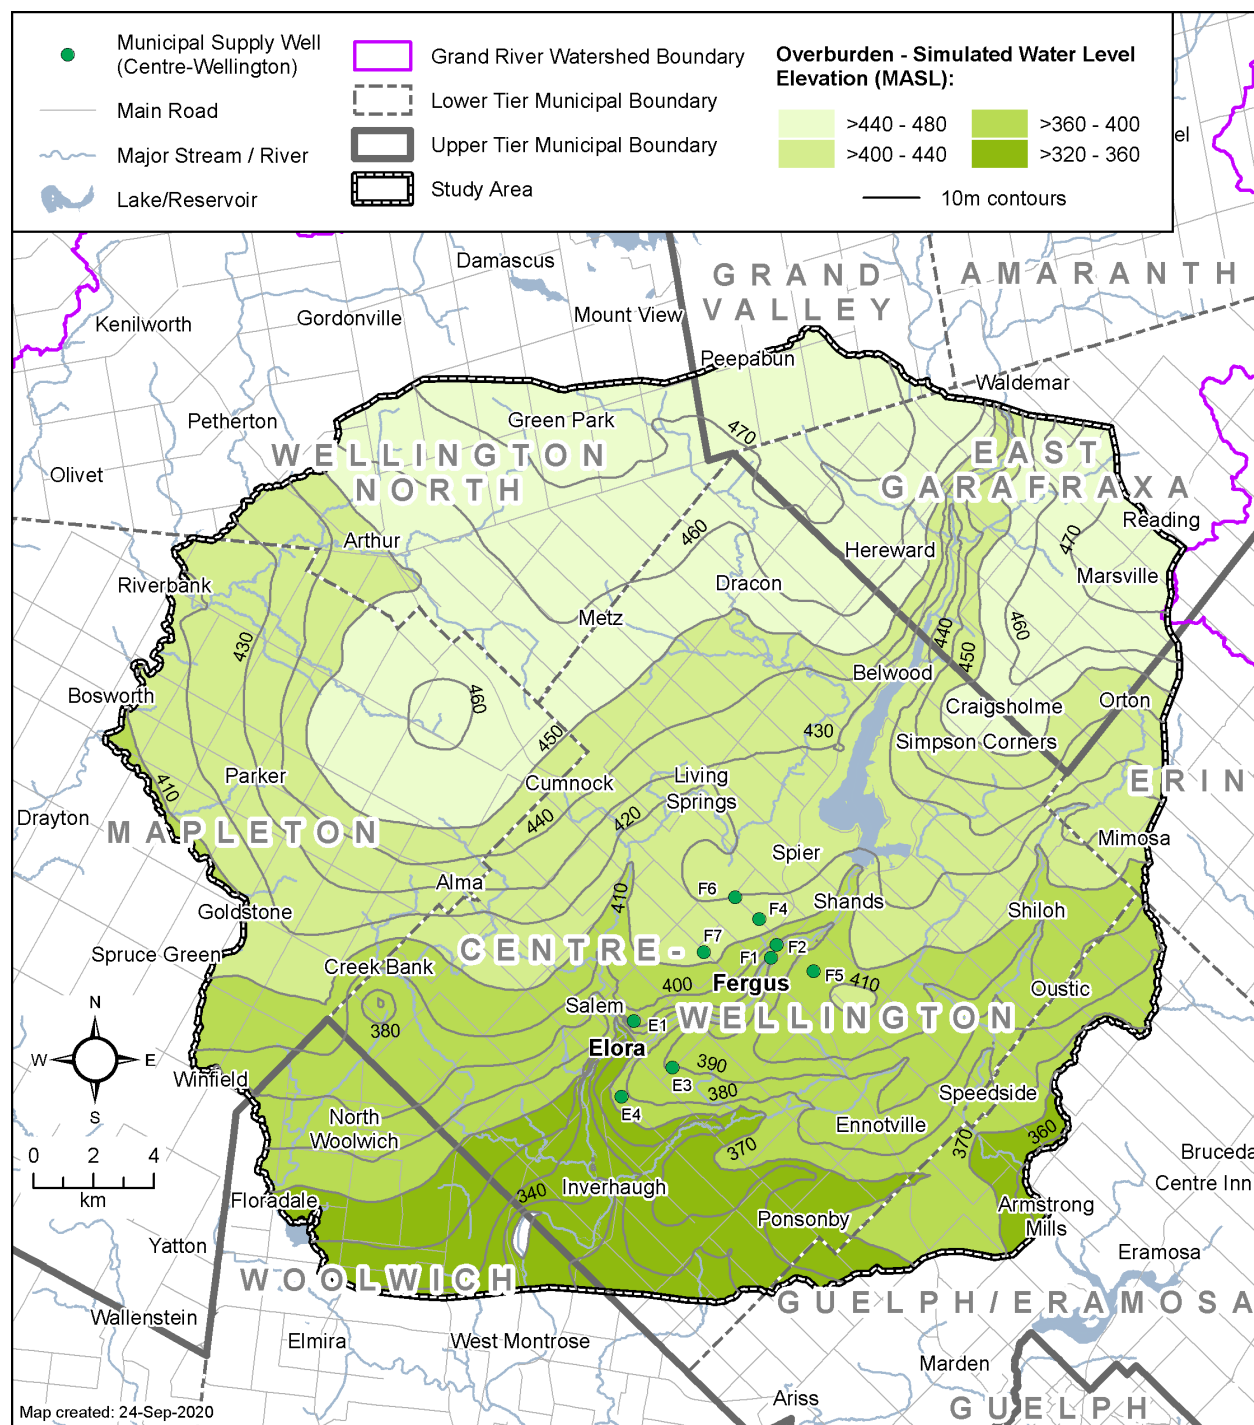 Municipal Supply Well
(Centre-Wellington)
Main Road
Major Stream / River
Lake/Reservoir
Grand River Watershed Boundary
Lower Tier Municipal Boundary
Upper Tier Municipal Boundary
Study Area
Overburden - Simulated Water Level
Elevation (MASL):
>440 - 480
>400 - 440
>360 - 400
>320 - 360
10m contours
el
Damascus
GRAND
VALLEY
AMARANTH
Kenilworth
Gordonville
Mount View
Peepabun
Waldemar
Petherton
Green Park
470
WELLINGTON
NORTH
EAST
GARAFRAXA
Olivet
Reading
Arthur
460
470
Hereward
Riverbank
Dracon
Marsville
Metz
430
440
460
450
Belwood
Bosworth
460
Craigsholme
Orton
450
430
Simpson Corners
Parker
Cumnock
Living
Springs
ERIN
410
Drayton
MAPLETON
440
420
Mimosa
Spier
Alma
F6
410
Shands
Goldstone
F4
Shiloh
CENTRE-
F7
F2
F1
Spruce Green
Creek Bank
F5
400
Fergus
410
Oustic
N
Salem
380
E1
WELLINGTON
W
E
Elora
390
Winfield
E3
380
Speedside
S
E4
North
Woolwich
Ennotville
370
370
360
0 2 4
km
Bruceda
Centre Inn
Inverhaugh
340
Floradale
Armstrong
Mills
Ponsonby
Yatton
Eramosa
WOOLWICH
GUELPH/ERAMOSA
Wallenstein
Elmira
West Montrose
Marden
Ariss
GUELPH
Map created: 24-Sep-2020